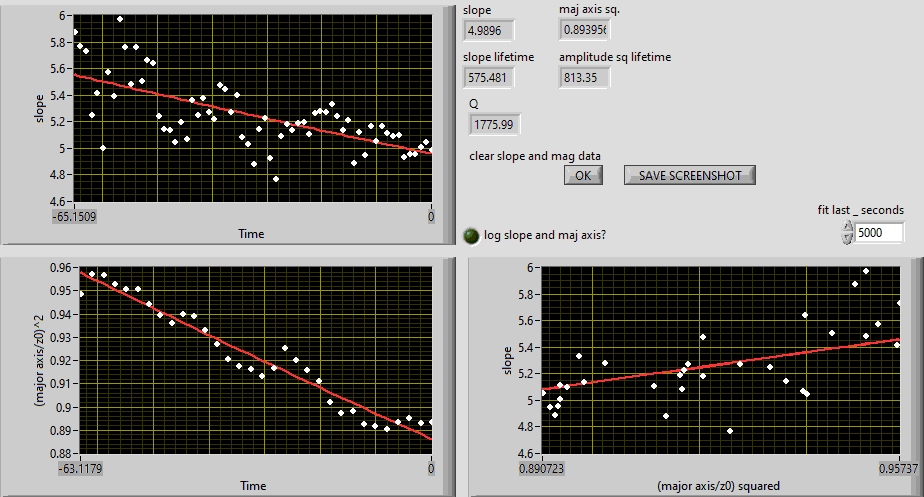 slope
maj axis sq.
4.9896
0.893956
slope lifetime
amplitude sq lifetime
575.481
813.35
Q
1775.99
clear slope and mag data
OK
SAVE SCREENSHOT
fit last _ seconds
5000
log slope and maj axis?
6
5.8
5.6
5.4
5.2
5
4.8
4.6
slope
-65.1509
0
Time
0.96
0.95
0.94
0.93
0.92
0.91
0.9
0.89
0.88
(major axis/z0)^2
-63.1179
0
Time
6
5.8
5.6
5.4
5.2
5
4.8
4.6
slope
0.890723
0.95737
(major axis/z0) squared